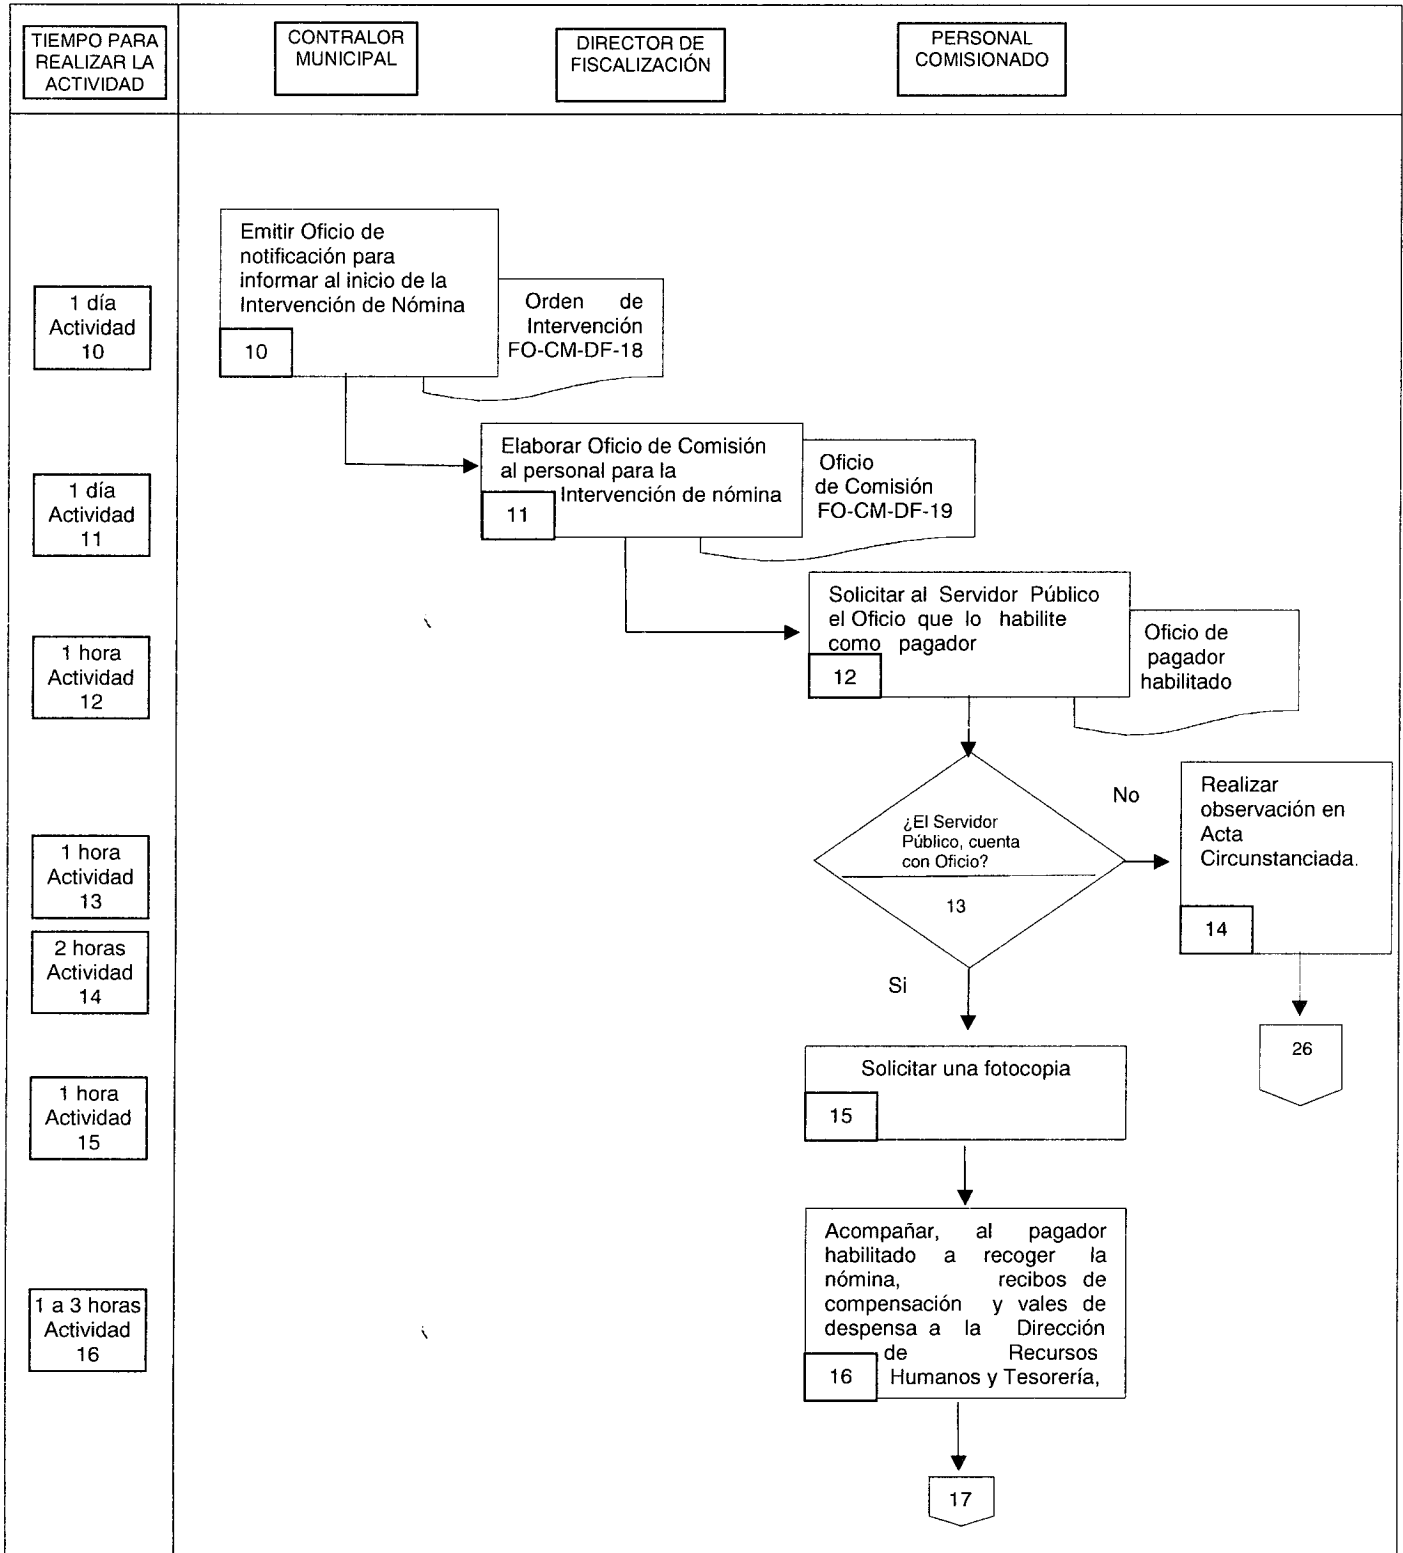 TIEMPO PARA
REALIZAR LA
ACTIVIDAD
CONTRALOR
MUNICIPAL
DIRECTOR DE
FISCALIZACIÓN
PERSONAL
COMISIONADO
1 día
Actividad
10
Emitir Oficio de
notificación para
informar al inicio de la
Intervención de Nómina
10
Orden de
Intervención
FO-CM-DF-18
1 día
Actividad
11
Elaborar Oficio de Comisión
al personal para la
Intervención de nómina
11
Oficio
de Comisión
FO-CM-DF-19
1 hora
Actividad
12
Solicitar al Servidor Público
el Oficio que lo habilite
como pagador
12
Oficio de
pagador
habilitado
1 hora
Actividad
13
¿El Servidor
Público, cuenta
con Oficio?
13
No
Realizar
observación en
Acta
Circunstanciada.
14
2 horas
Actividad
14
Si
26
1 hora
Actividad
15
Solicitar una fotocopia
15
1 a 3 horas
Actividad
16
Acompañar, al pagador
habilitado a recoger la
nómina, recibos de
compensación y vales de
despensa a la Dirección
de Recursos
Humanos y Tesorería,
16
17